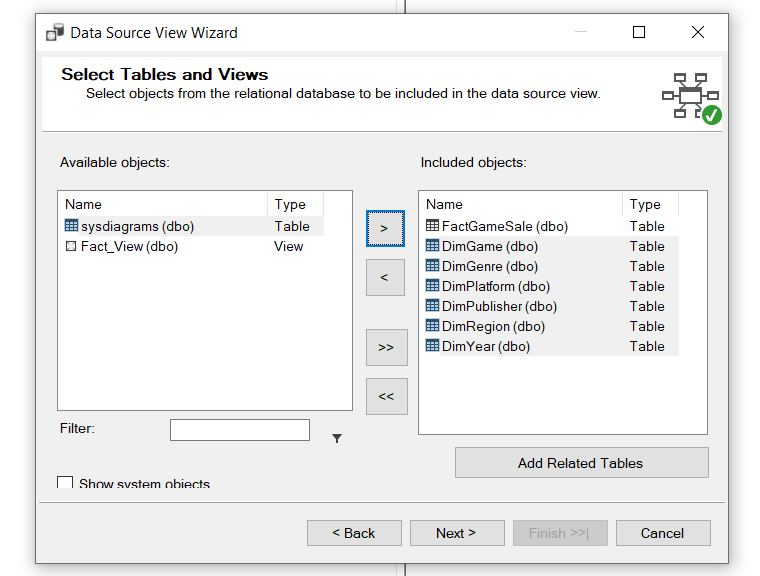 Data Source View Wizard
Select Tables and Views
Select objects from the relational database to be included in the data source view.
Available objects:
Name Type
sysdiagrams (dbo) Table
Fact_View (dbo) View
Filter:
Show system objects
>
<
>>
<<
Included objects:
Name Type
FactGameSale (dbo) Table
DimGame (dbo) Table
DimGenre (dbo) Table
DimPlatform (dbo) Table
DimPublisher (dbo) Table
DimRegion (dbo) Table
DimYear (dbo) Table
Add Related Tables
< Back Next > Finish >>| Cancel